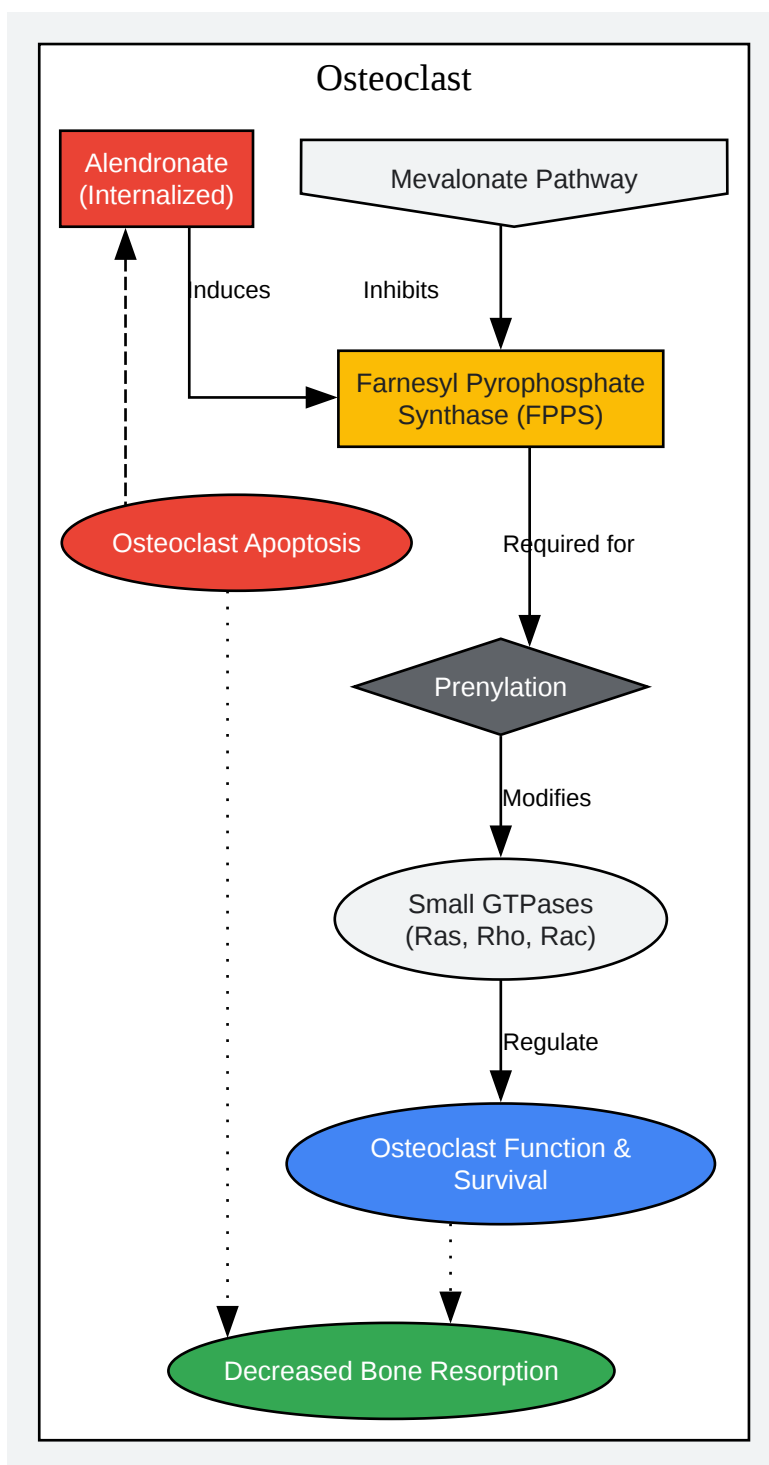 Osteoclast
Alendronate
(Internalized)
Mevalonate Pathway
Induces
Inhibits
Farnesyl Pyrophosphate
Synthase (FPPS)
Osteoclast Apoptosis
Required for
Prenylation
Modifies
Small GTPases
(Ras, Rho, Rac)
Regulate
Osteoclast Function &
Survival
Decreased Bone Resorption